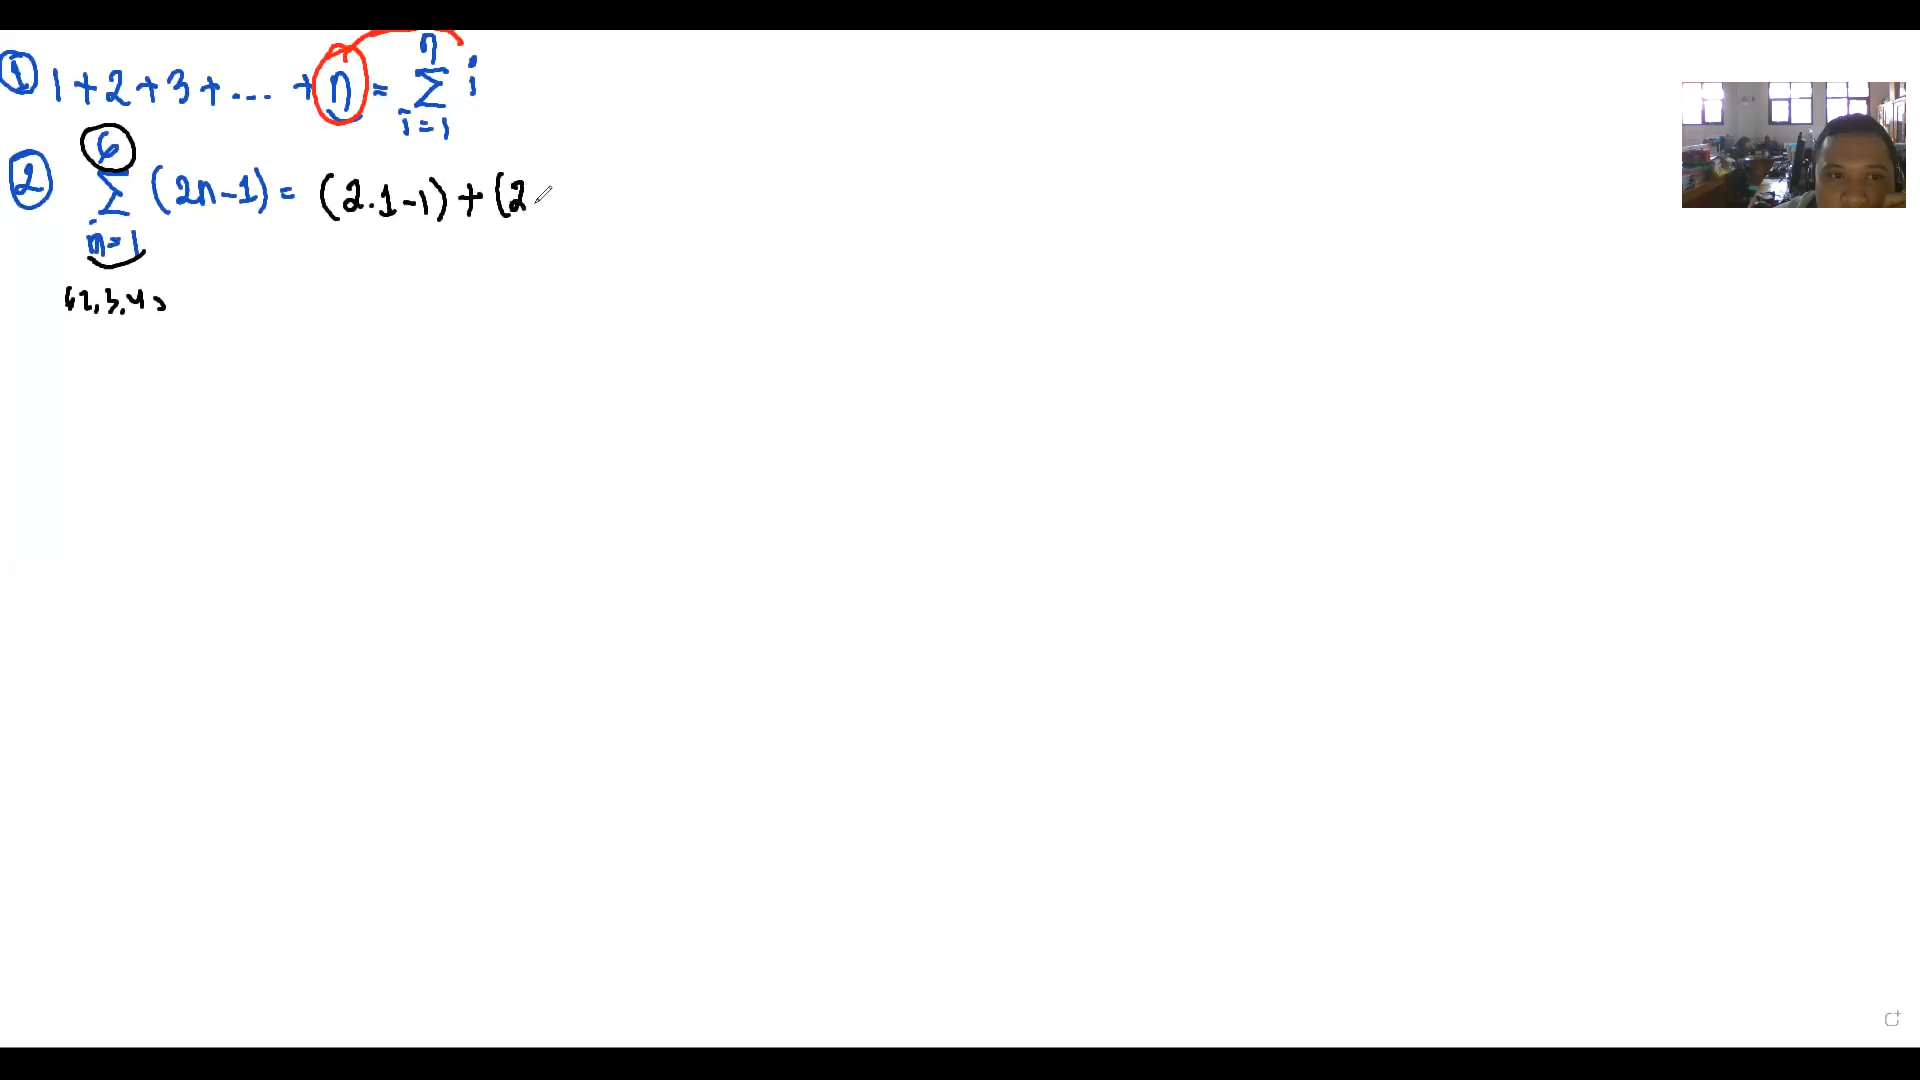 ① 1+2+3+... +n = n∑i=1 i
② 6∑n=1 (2n-1) = (2.1-1) + (2
1,2,3,4,